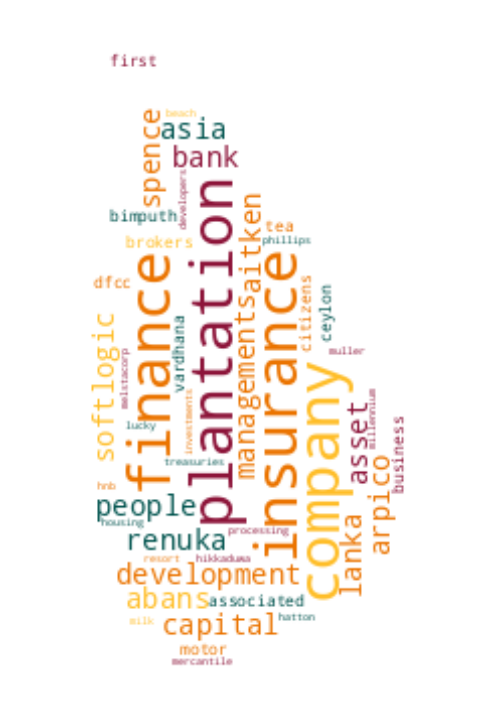 first
beach
spence
asia
bank
developers
plantation
bimputh
aitken
tea
brokers
phillips
finance
insurance
dfcc
citizens
ceylon
softlogic
vardhana
managements
melstacorp
muller
company
investments
millennium
lucky
asset
business
treasuries
arpico
hnb
people
lanka
housing
processing
renuka
resort
hikkaduwa
development
abans
associated
milk
capital
hatton
motor
mercantile